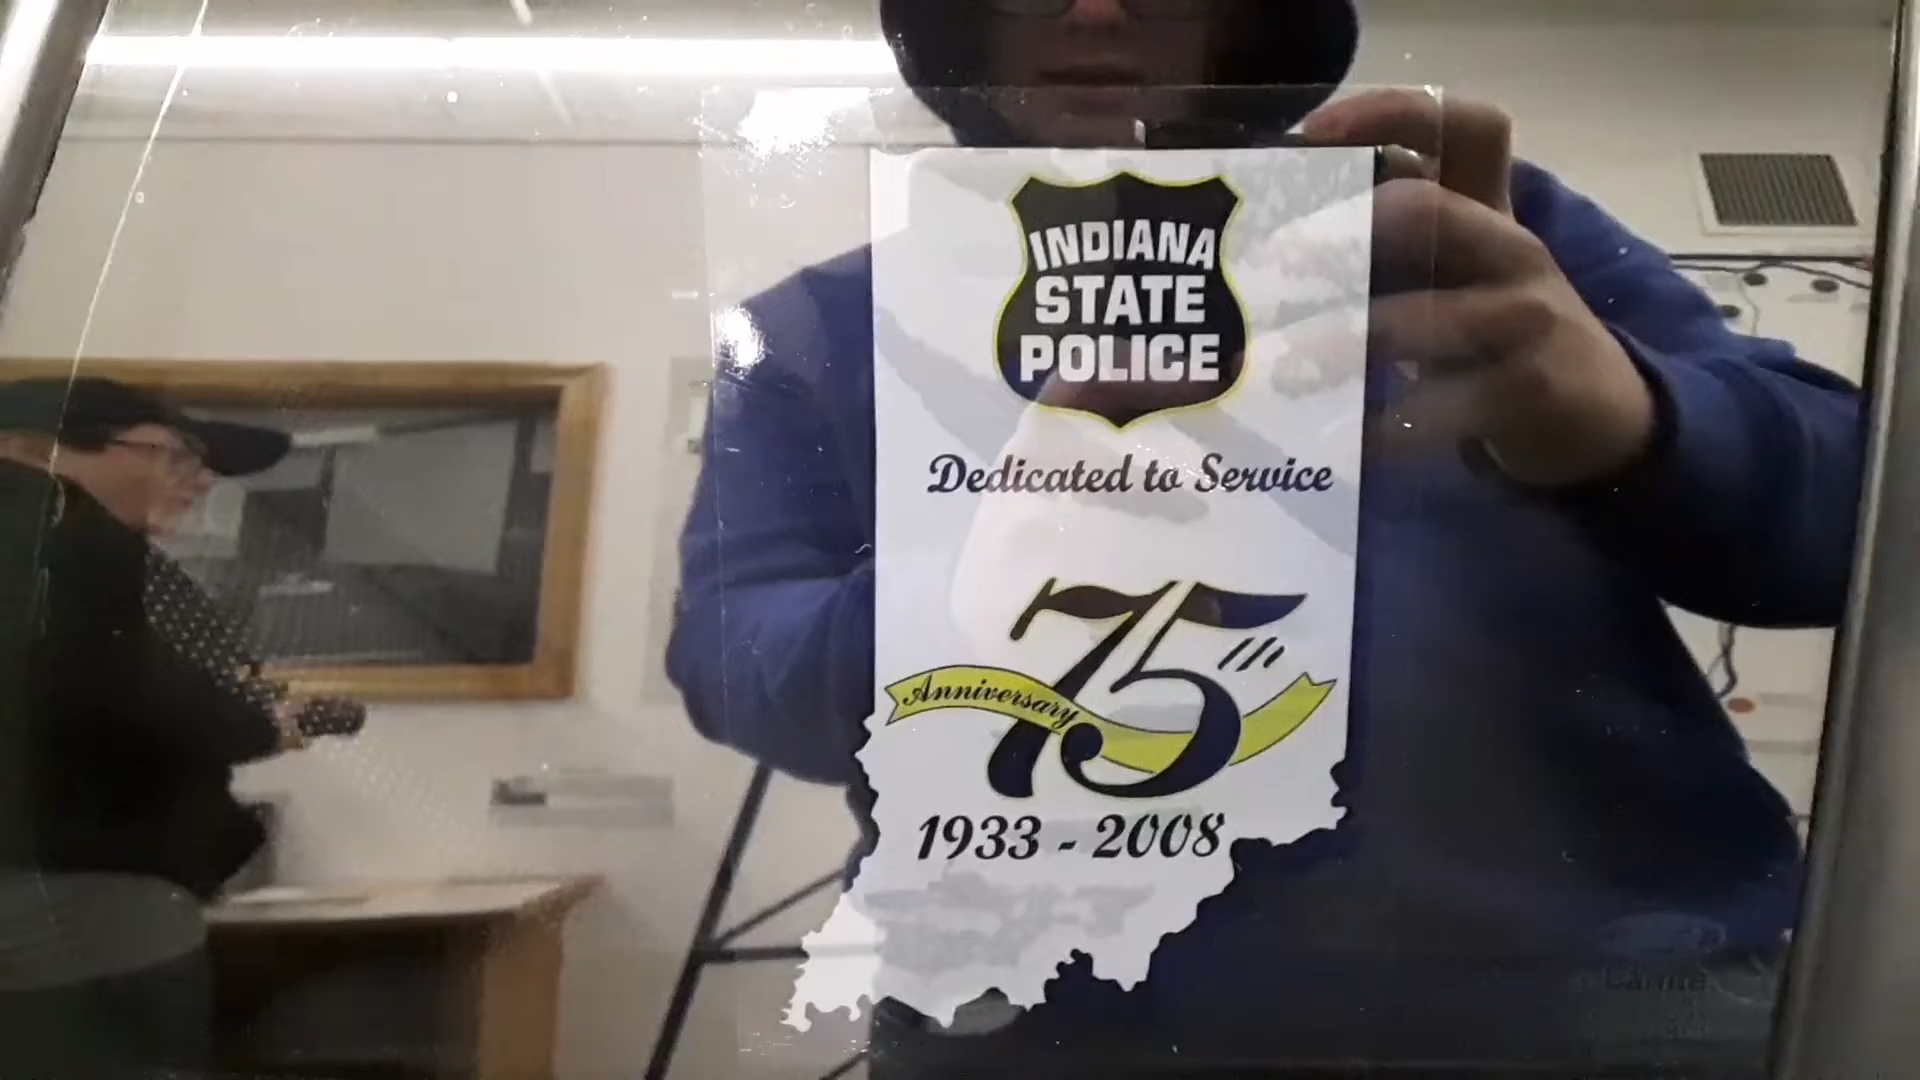 INDIANA
STATE
POLICE
Dedicated to Service
75TH
Anniversary
1933 - 2008